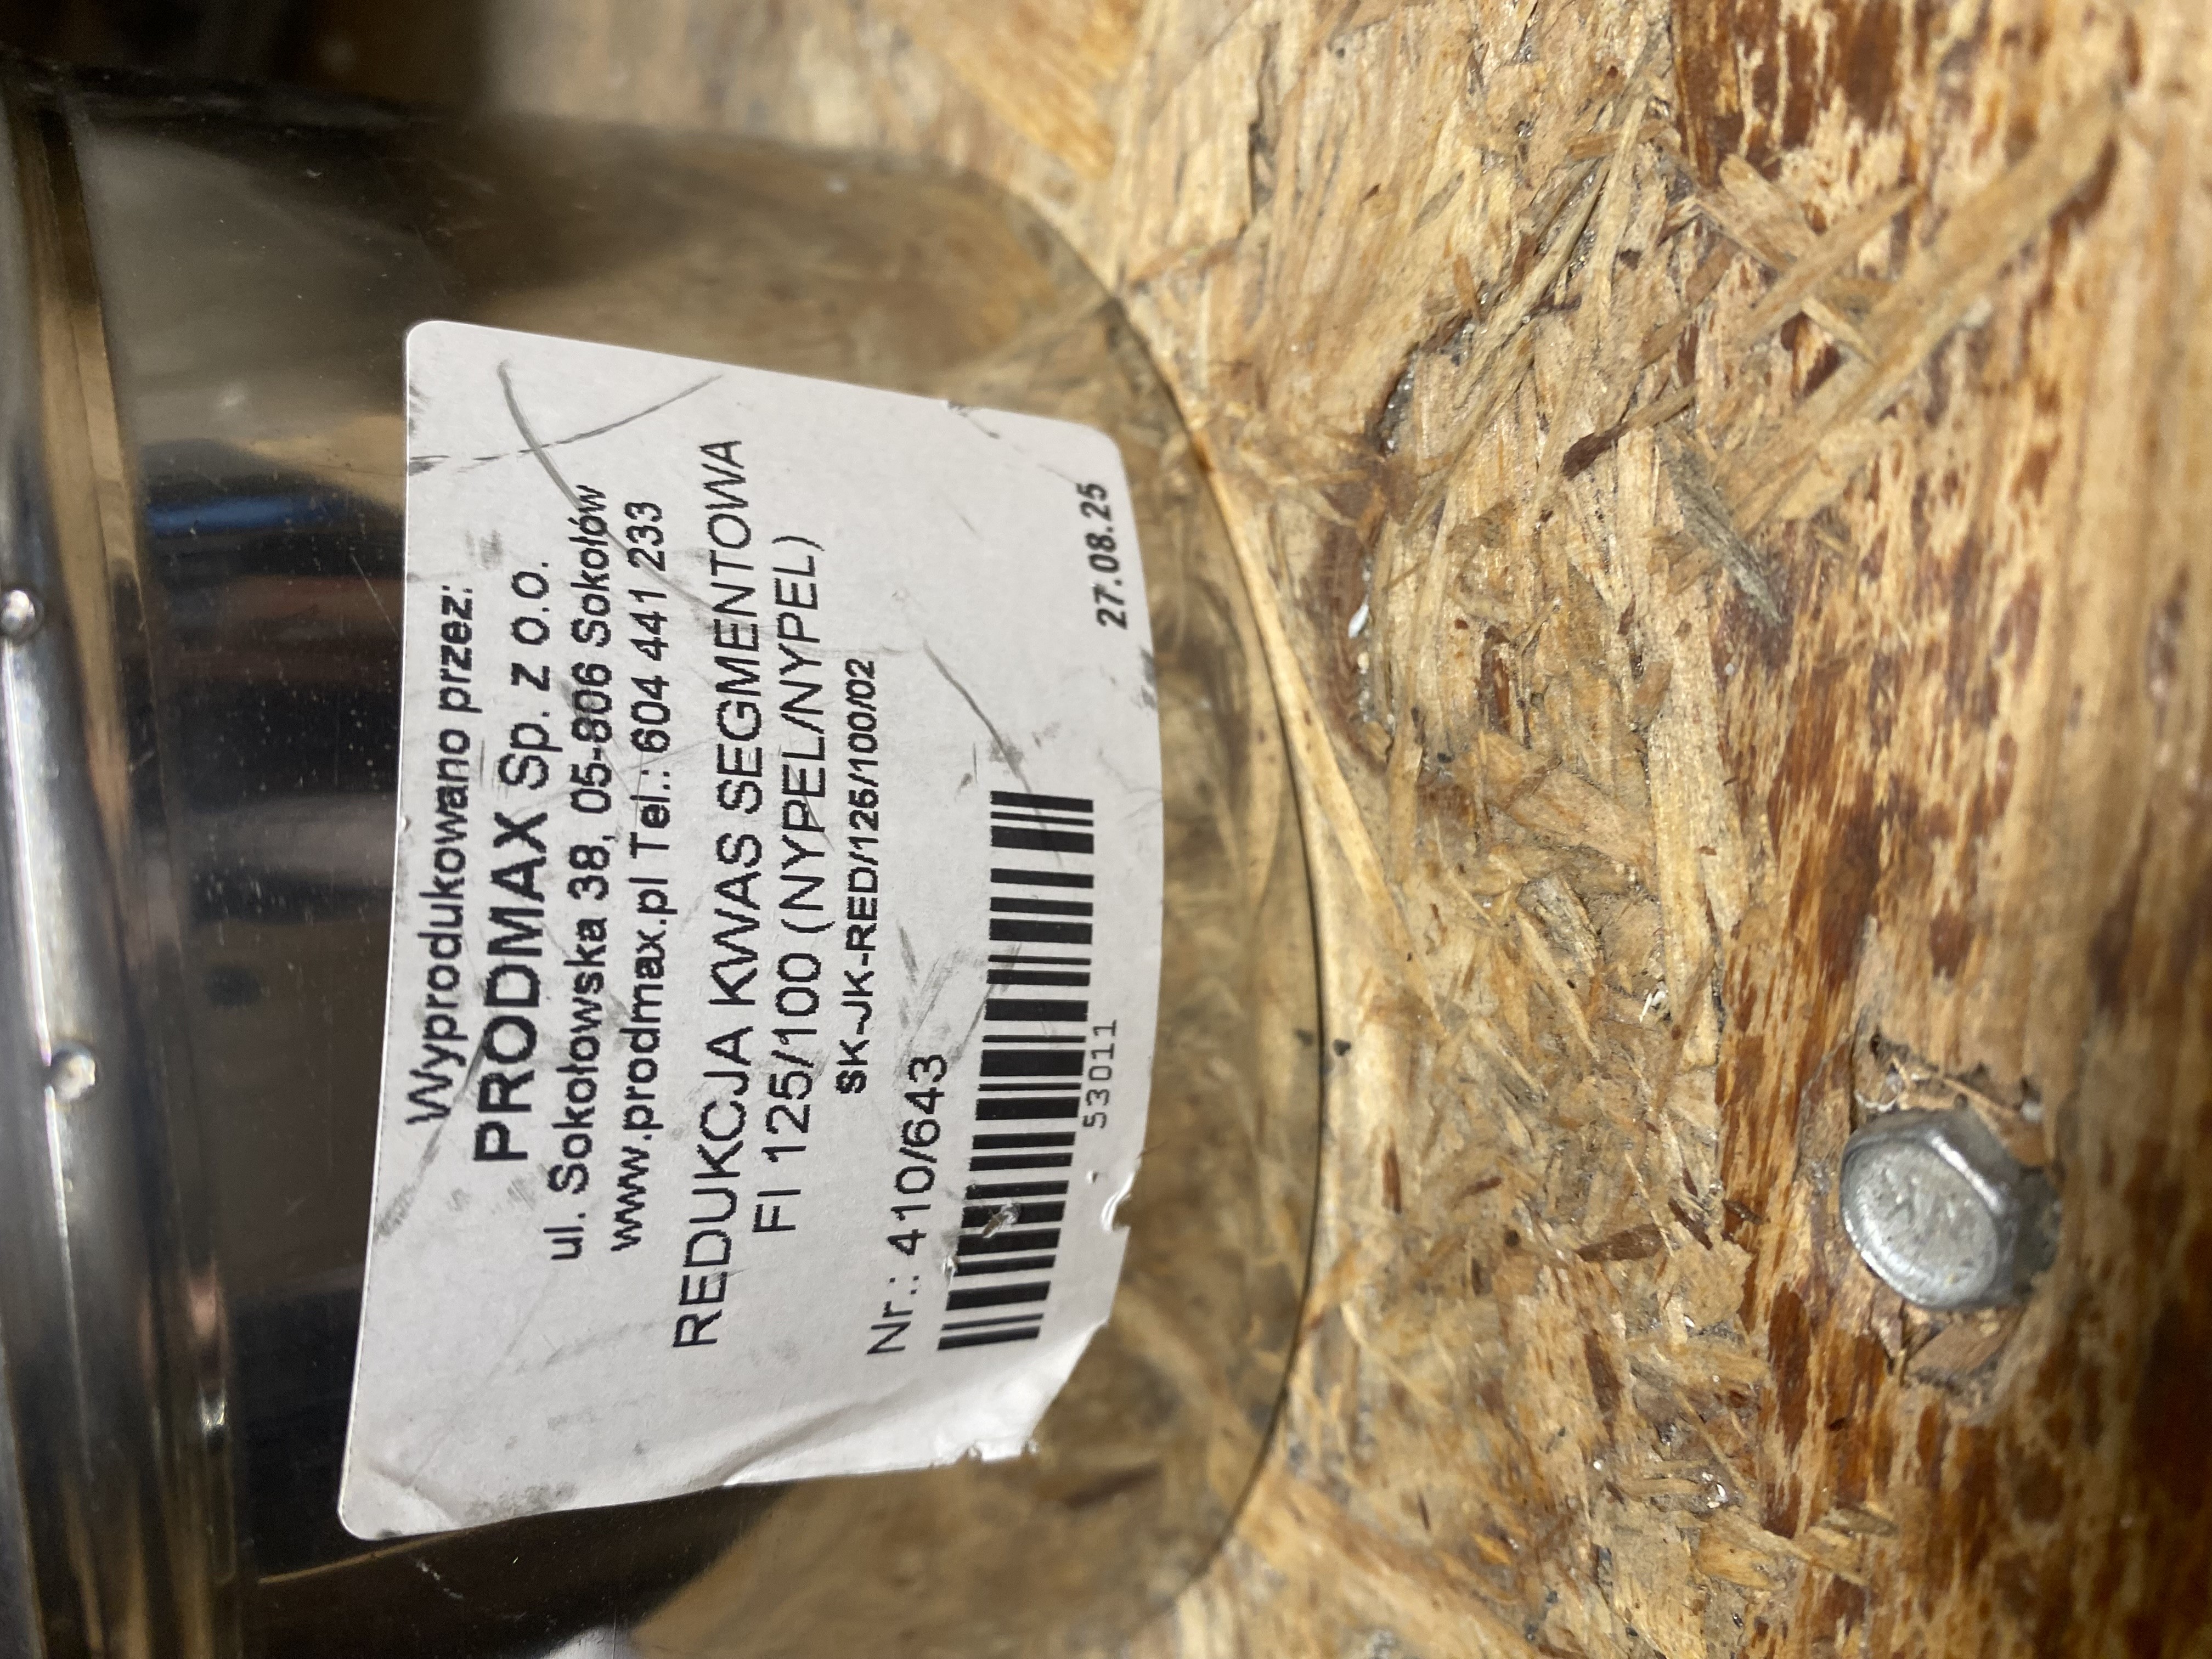 Wyprodukowano przez:
PRODMAX Sp. z o.o.
ul. Sokołowska 38, 05-806 Sokołów
www.prodmax.pl Tel.: 604 441 233
REDUKCJA KWAS SEGMENTOWA
FI 125/100 (NYPEL/NYPEL)
SK-JK-RED/125/100/02
Nr.: 410/643
53011
27.08.25